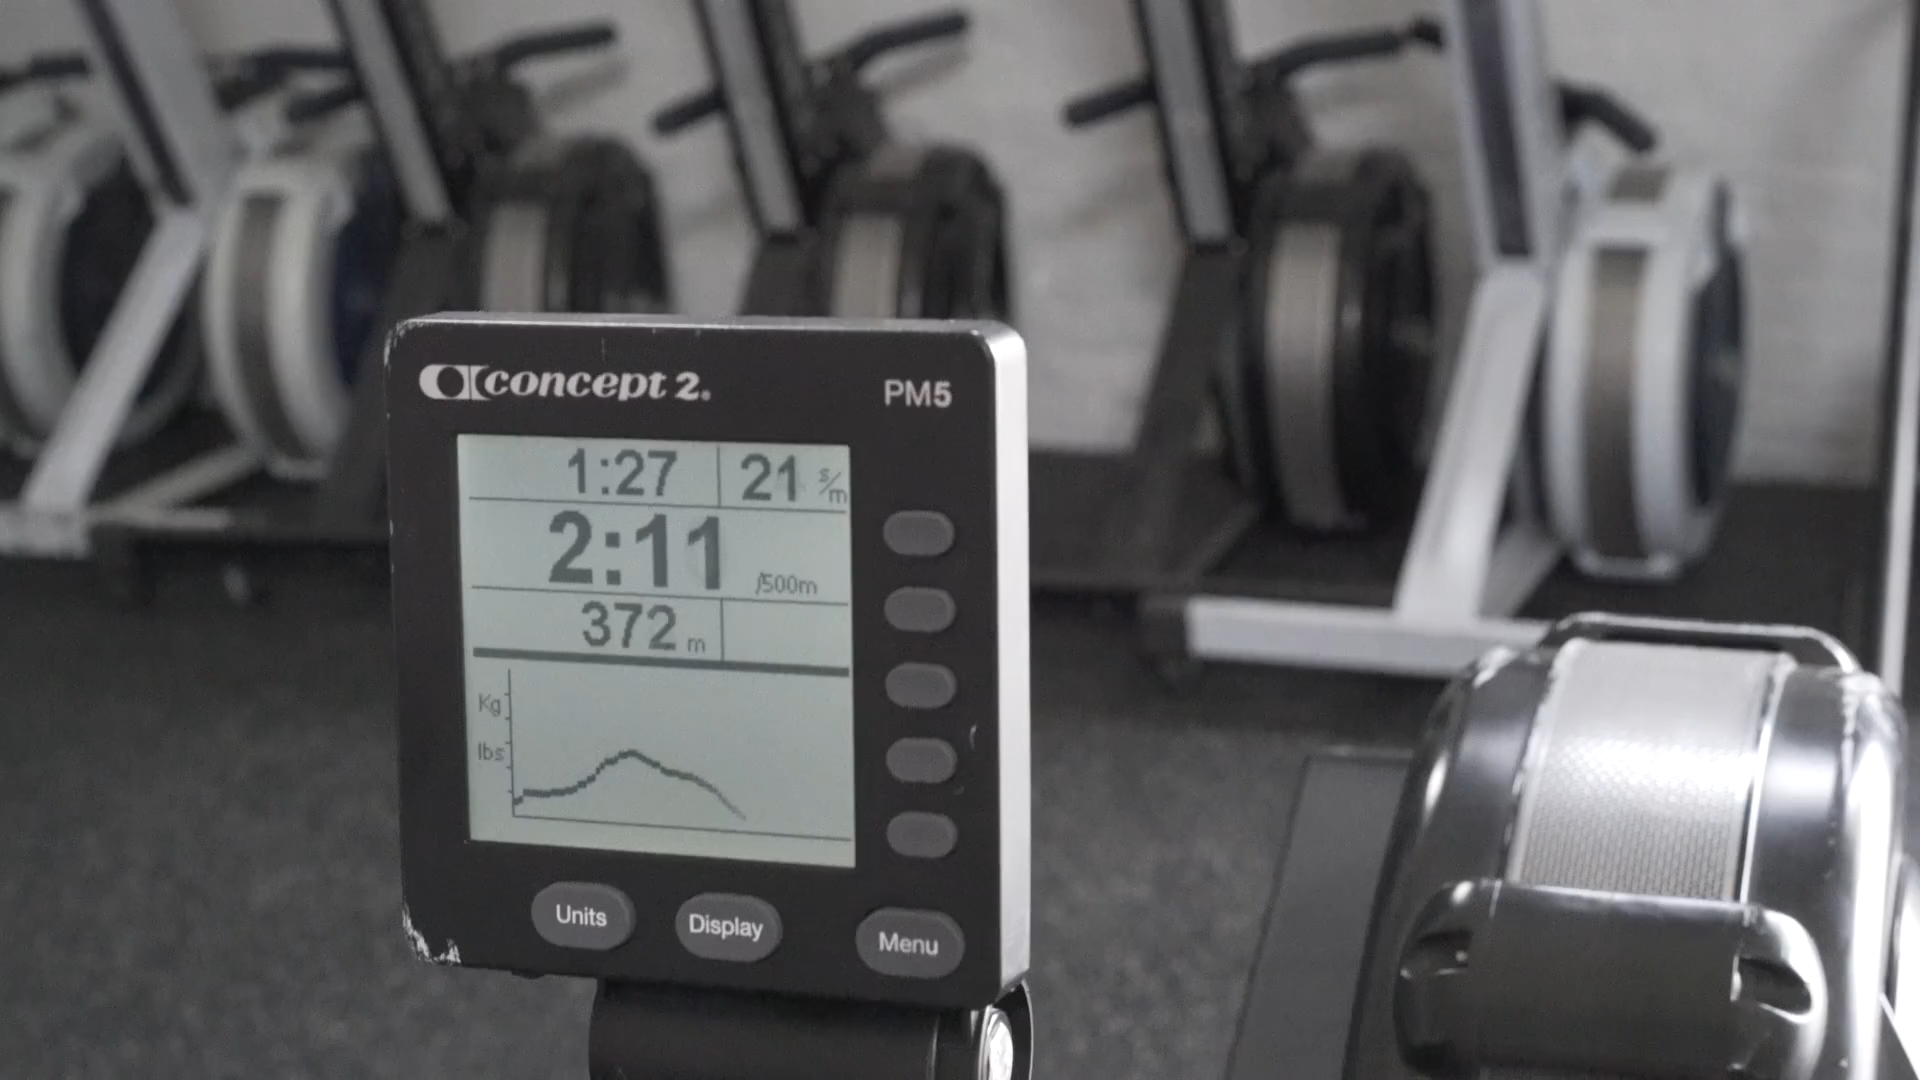 concept 2.
PM5
1:27 21 s/m
2:11 /500m
372 m
Kg
lbs
Units Display Menu